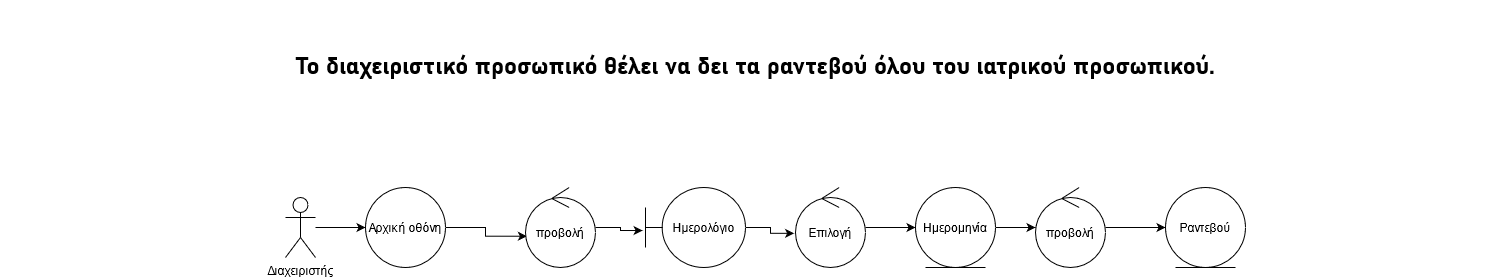 Το διαχειριστικό προσωπικό θέλει να δει τα ραντεβού όλου του ιατρικού προσωπικού.
Αρχική οθόνη
προβολή
Ημερολόγιο
Επιλογή
Ημερομηνία
προβολή
Ραντεβού
Διαχειριστής